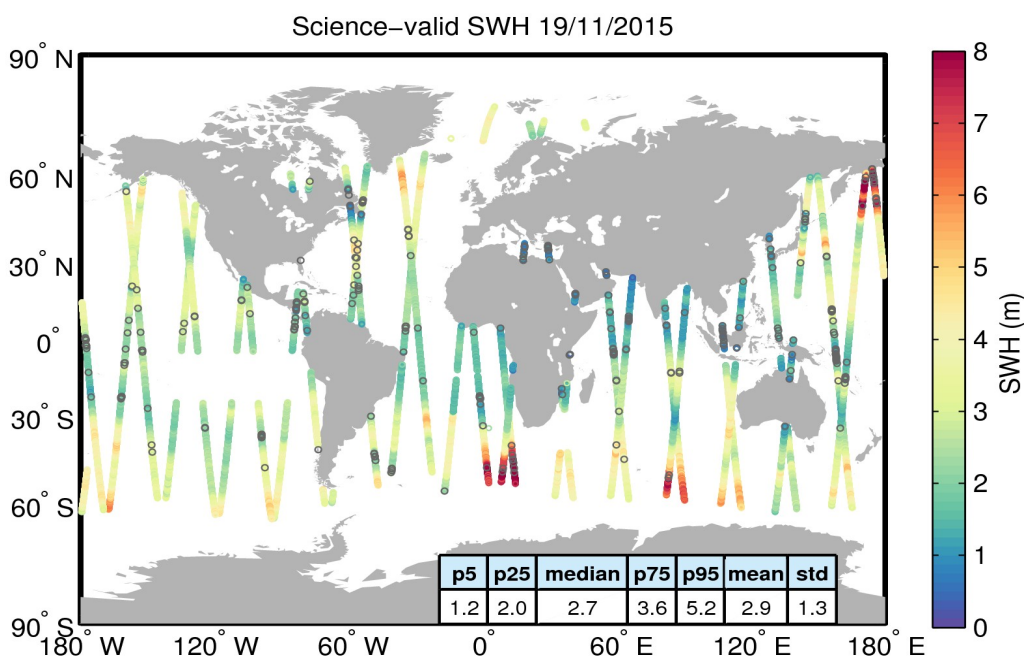 Science−valid SWH 19/11/2015
90° N
60° N
30° N
0°
30° S
60° S
90° S
180° W
120° W
60° W
0°
60° E
120° E
180° E
p5 p25 median p75 p95 mean std
1.2 2.0 2.7 3.6 5.2 2.9 1.3
8
7
6
5
4
3
2
1
0
SWH (m)